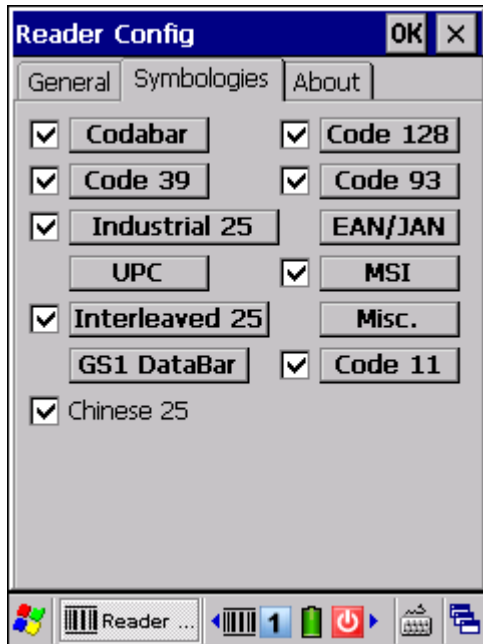 Reader Config OK
General Symbologies About
Codabar Code 128
Code 39 Code 93
Industrial 25 EAN/JAN
UPC MSI
Interleaved 25 Misc.
GS1 DataBar Code 11
Chinese 25
Reader ... 1